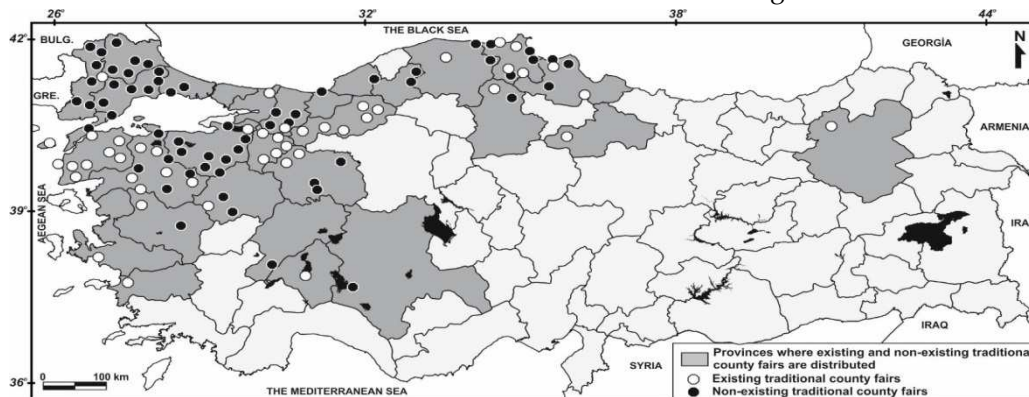 26° 32° 38° 44°
42°
THE BLACK SEA
BULG.
GEORGİA
N
GRE.
ARMENIA
AEGEAN SEA
39°
IRA
IRAQ
SYRIA
36°
0 100 km
THE MEDITERRANEAN SEA
Provinces where existing and non-existing traditiona
county fairs are distributed
Existing traditional county fairs
Non-existing traditional county fairs